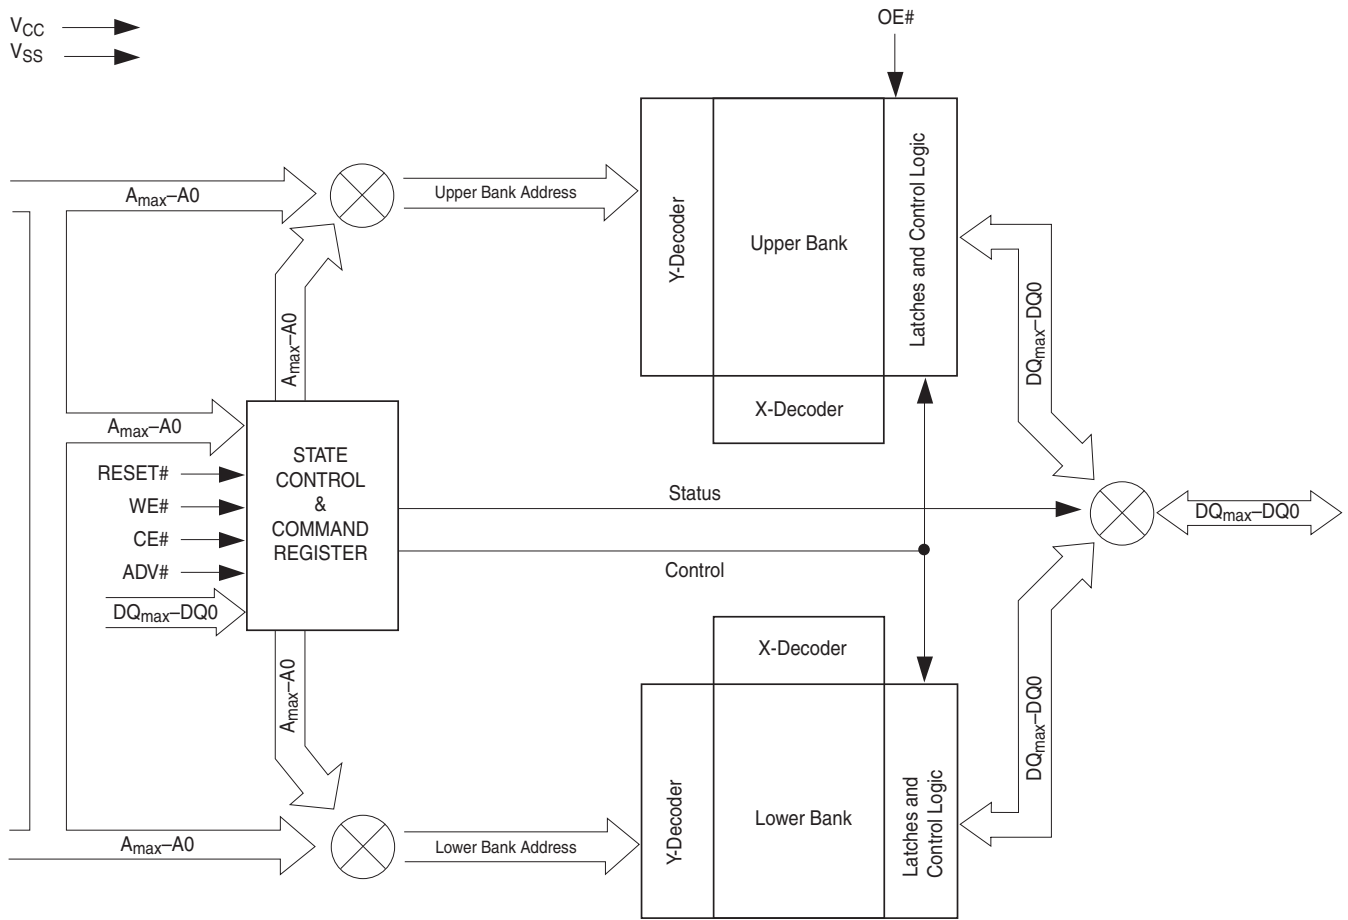 VCC
VSS
OE#
Amax–A0
Upper Bank Address
Y-Decoder
Upper Bank
Latches and Control Logic
DQmax–DQ0
Amax–A0
X-Decoder
Amax–A0
RESET#
WE#
CE#
ADV#
DQmax–DQ0
STATE
CONTROL
&
COMMAND
REGISTER
Status
Control
DQmax–DQ0
X-Decoder
Amax–A0
DQmax–DQ0
Amax–A0
Lower Bank Address
Y-Decoder
Lower Bank
Latches and
Control Logic